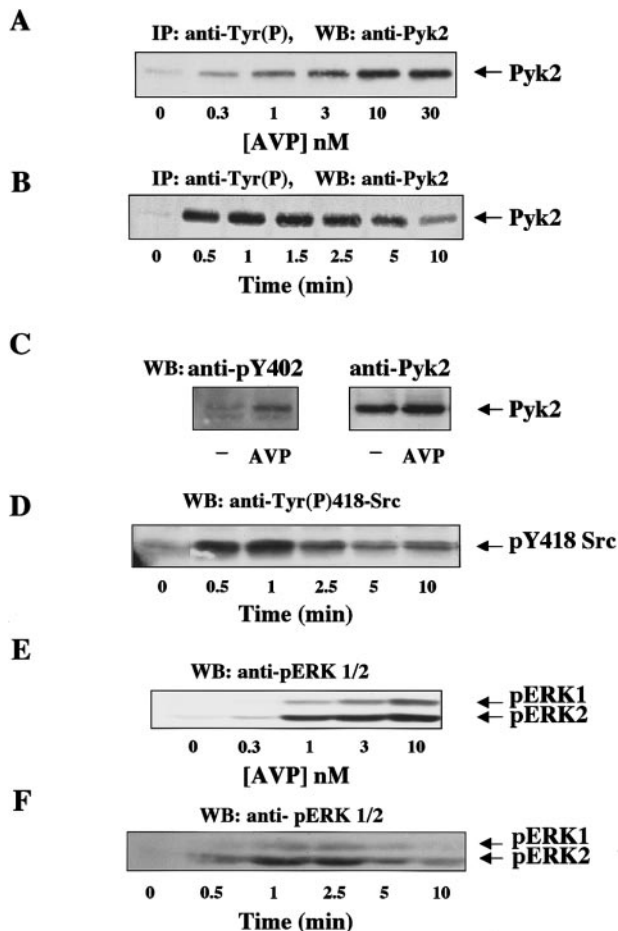 A
IP: anti-Tyr(P), WB: anti-Pyk2
Pyk2
0 0.3 1 3 10 30
[AVP] nM
B
IP: anti-Tyr(P), WB: anti-Pyk2
Pyk2
0 0.5 1 1.5 2.5 5 10
Time (min)
C
WB: anti-pY402 anti-Pyk2
Pyk2
– AVP – AVP
D
WB: anti-Tyr(P)418-Src
pY418 Src
0 0.5 1 2.5 5 10
Time (min)
E
WB: anti-pERK 1/2
pERK1
pERK2
0 0.3 1 3 10
[AVP] nM
F
WB: anti- pERK 1/2
pERK1
pERK2
0 0.5 1 2.5 5 10
Time (min)